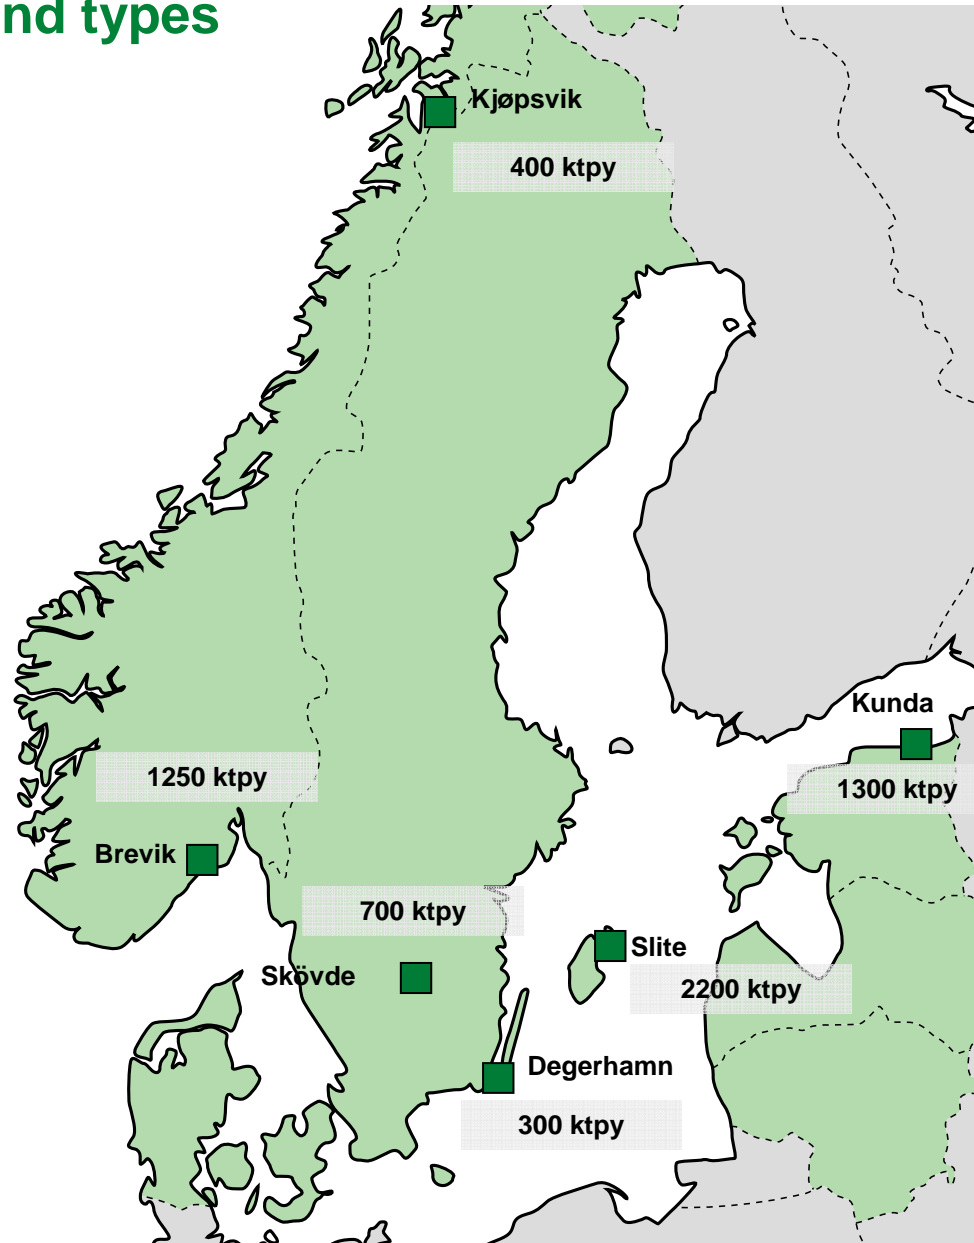 nd types
Kjøpsvik
400 ktpy
Kunda
1300 ktpy
1250 ktpy
Brevik
700 ktpy
Skövde
Slite
2200 ktpy
Degerhamn
300 ktpy